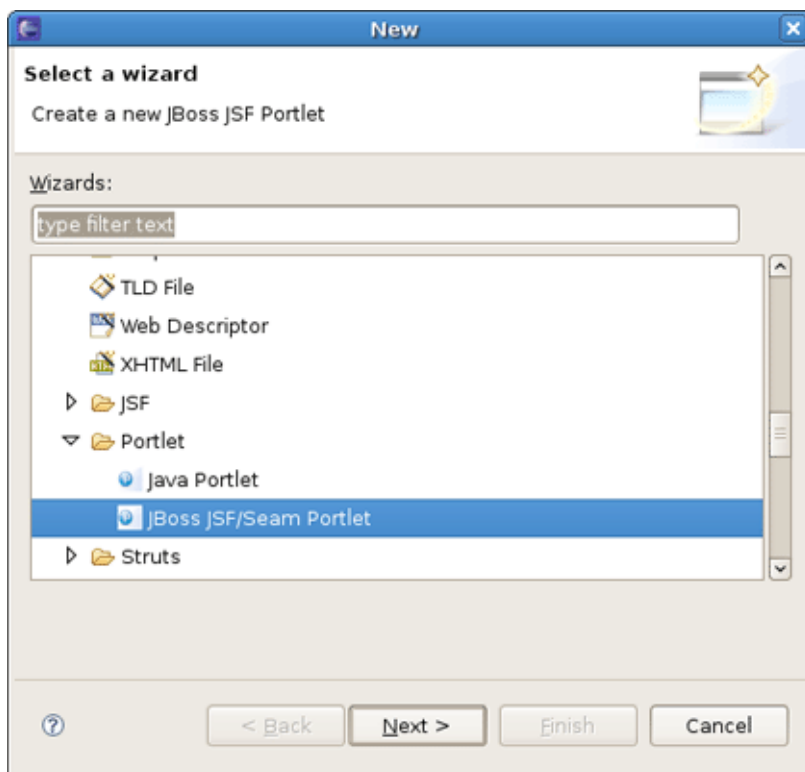 New
Select a wizard
Create a new JBoss JSF Portlet
Wizards:
type filter text
TLD File
Web Descriptor
XHTML File
JSF
Portlet
Java Portlet
JBoss JSF/Seam Portlet
Struts
< Back Next > Finish Cancel